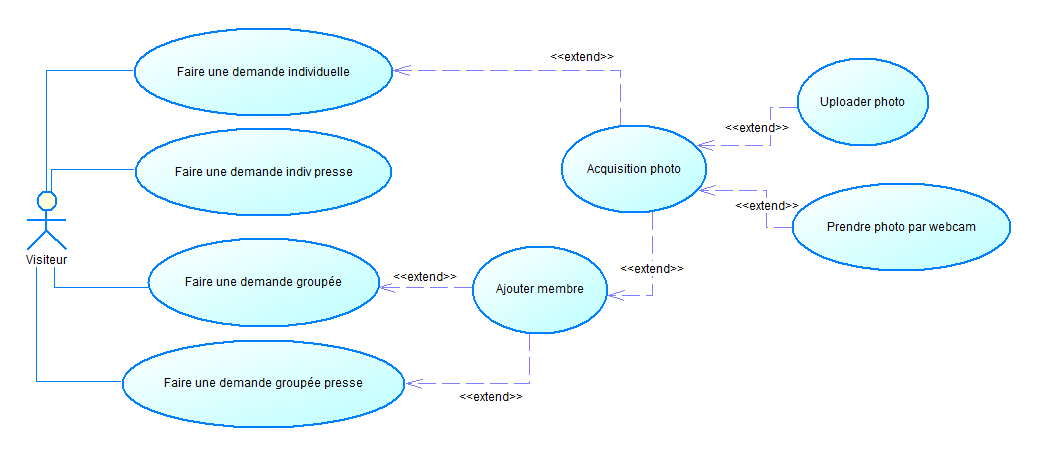 <<extend>>
Faire une demande individuelle
Uploader photo
<<extend>>
Acquisition photo
Faire une demande indiv presse
<<extend>>
Prendre photo par webcam
Visiteur
<<extend>>
<<extend>>
Faire une demande groupée
Ajouter membre
Faire une demande groupée presse
<<extend>>